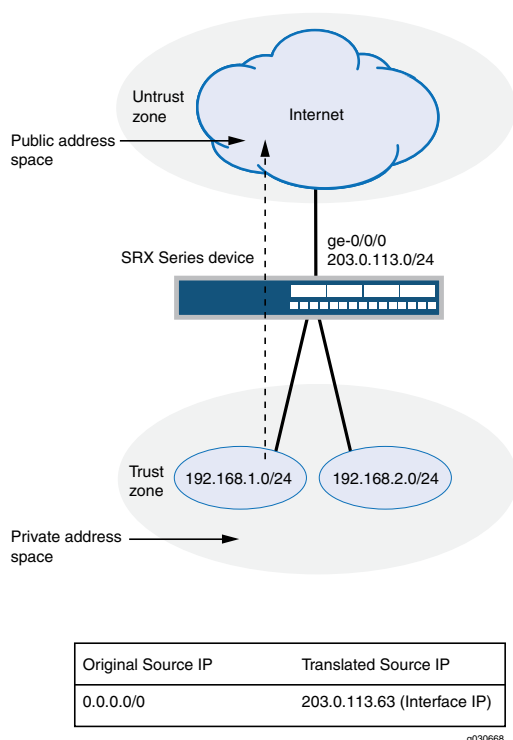 Untrust
zone
Internet
Public address
space
ge-0/0/0
203.0.113.0/24
SRX Series device
Trust
zone
192.168.1.0/24
192.168.2.0/24
Private address
space
Original Source IP
Translated Source IP
0.0.0.0/0
203.0.113.63 (Interface IP)
g030668